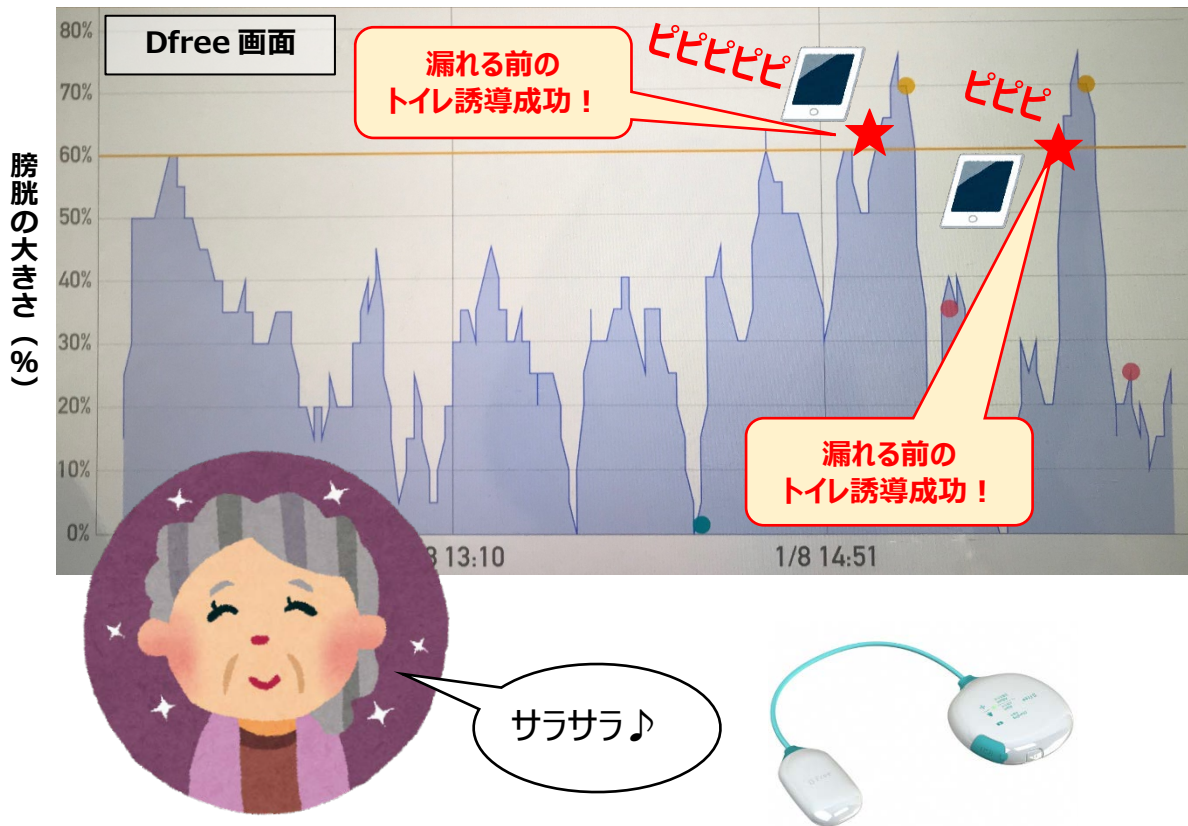 Dfree 画面
漏れる前の
トイレ誘導成功！
ピピピピピ
ピピピ
膀胱の大きさ（%）
80%
70%
60%
50%
40%
30%
20%
10%
0%
漏れる前の
トイレ誘導成功！
13:10
1/8 14:51
サラサラ♪